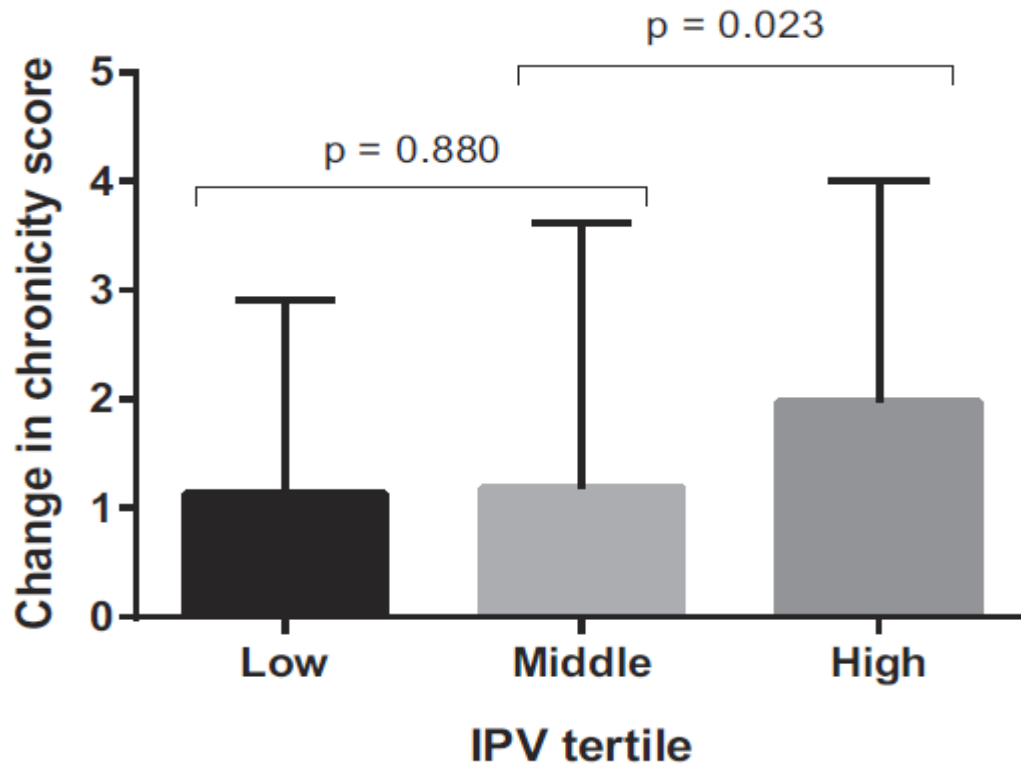 p = 0.023
p = 0.880
Change in chronicity score
5
4
3
2
1
0
Low Middle High
IPV tertile